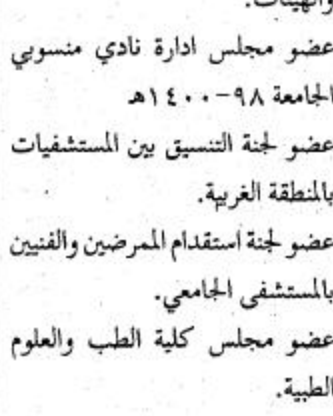 والهيئات.
عضو مجلس ادارة نادي منسوبي
الجامعة ٩٨-١٤٠٠هـ
عضو لجنة التنسيق بين المستشفيات
بالمنطقة الغربية.
عضو لجنة استقدام الممرضين والفنيين
بالمستشفى الجامعي.
عضو مجلس كلية الطب والعلوم
الطبية.